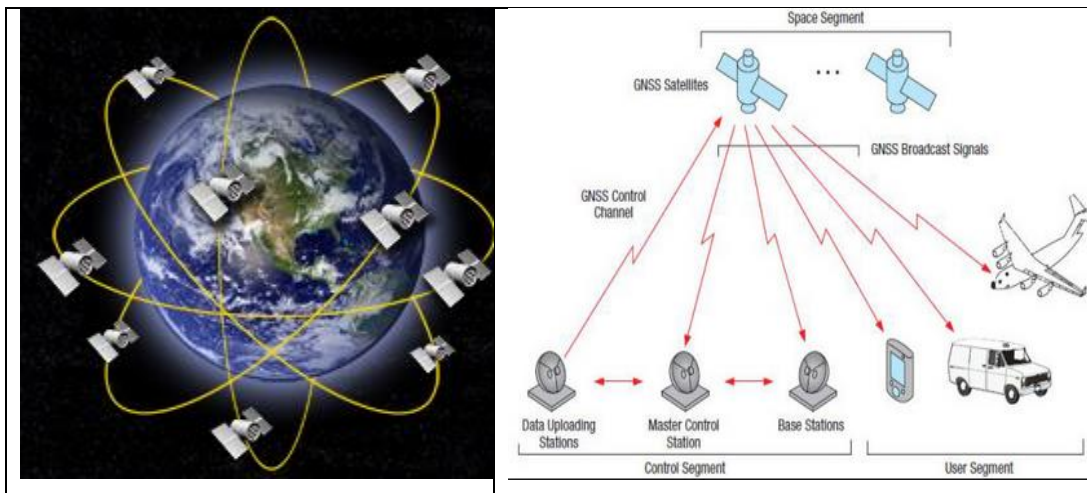 Space Segment
GNSS Satellites
GNSS Broadcast Signals
GNSS Control
Channel
Data Uploading
Stations
Master Control
Station
Base Stations
Control Segment
User Segment